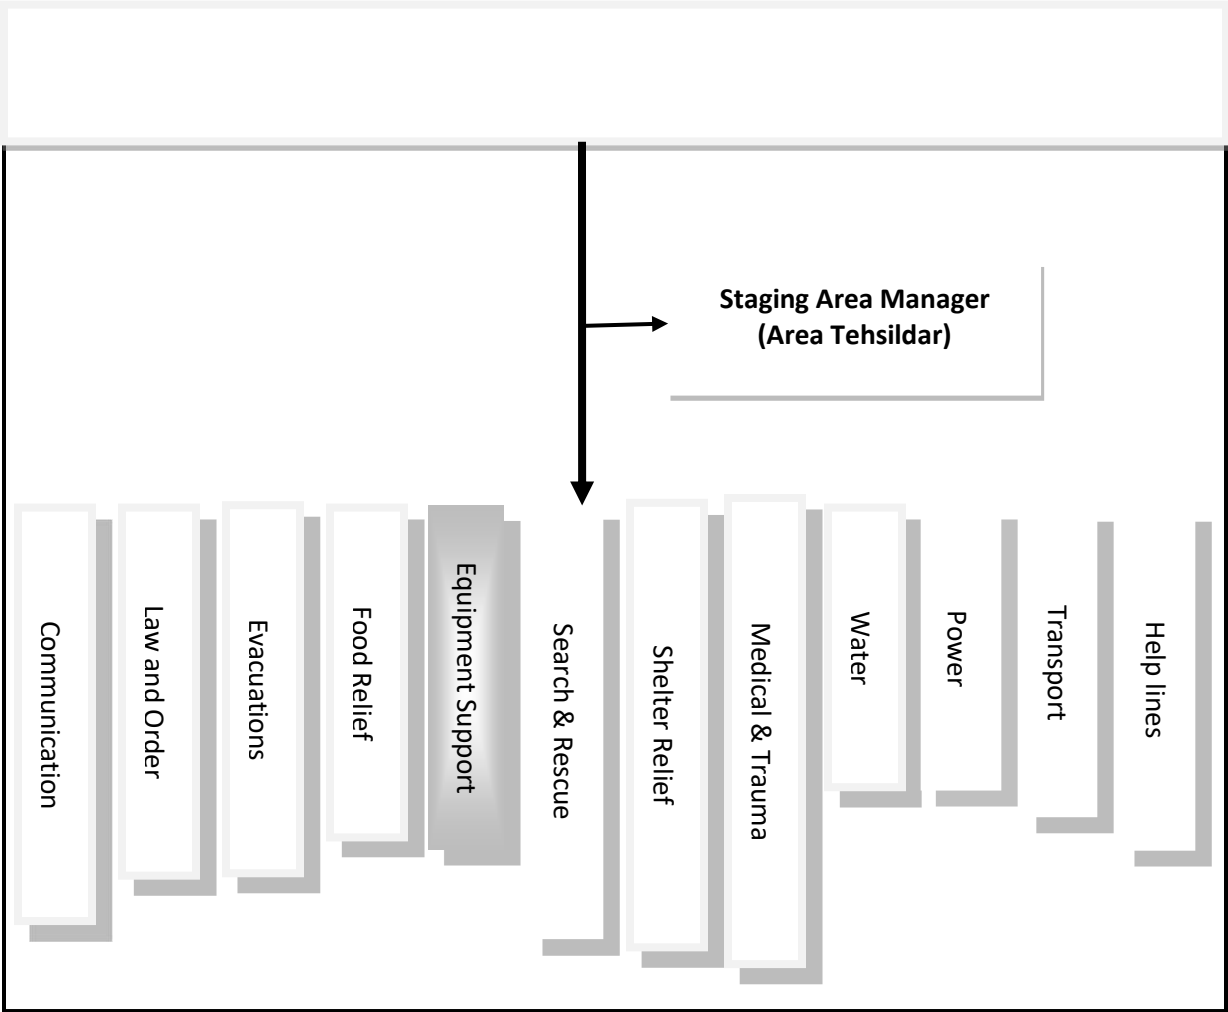 Staging Area Manager
(Area Tehsildar)
Communication
Law and Order
Evacuations
Food Relief
Equipment Support
Search & Rescue
Shelter Relief
Medical & Trauma
Water
Power
Transport
Help lines